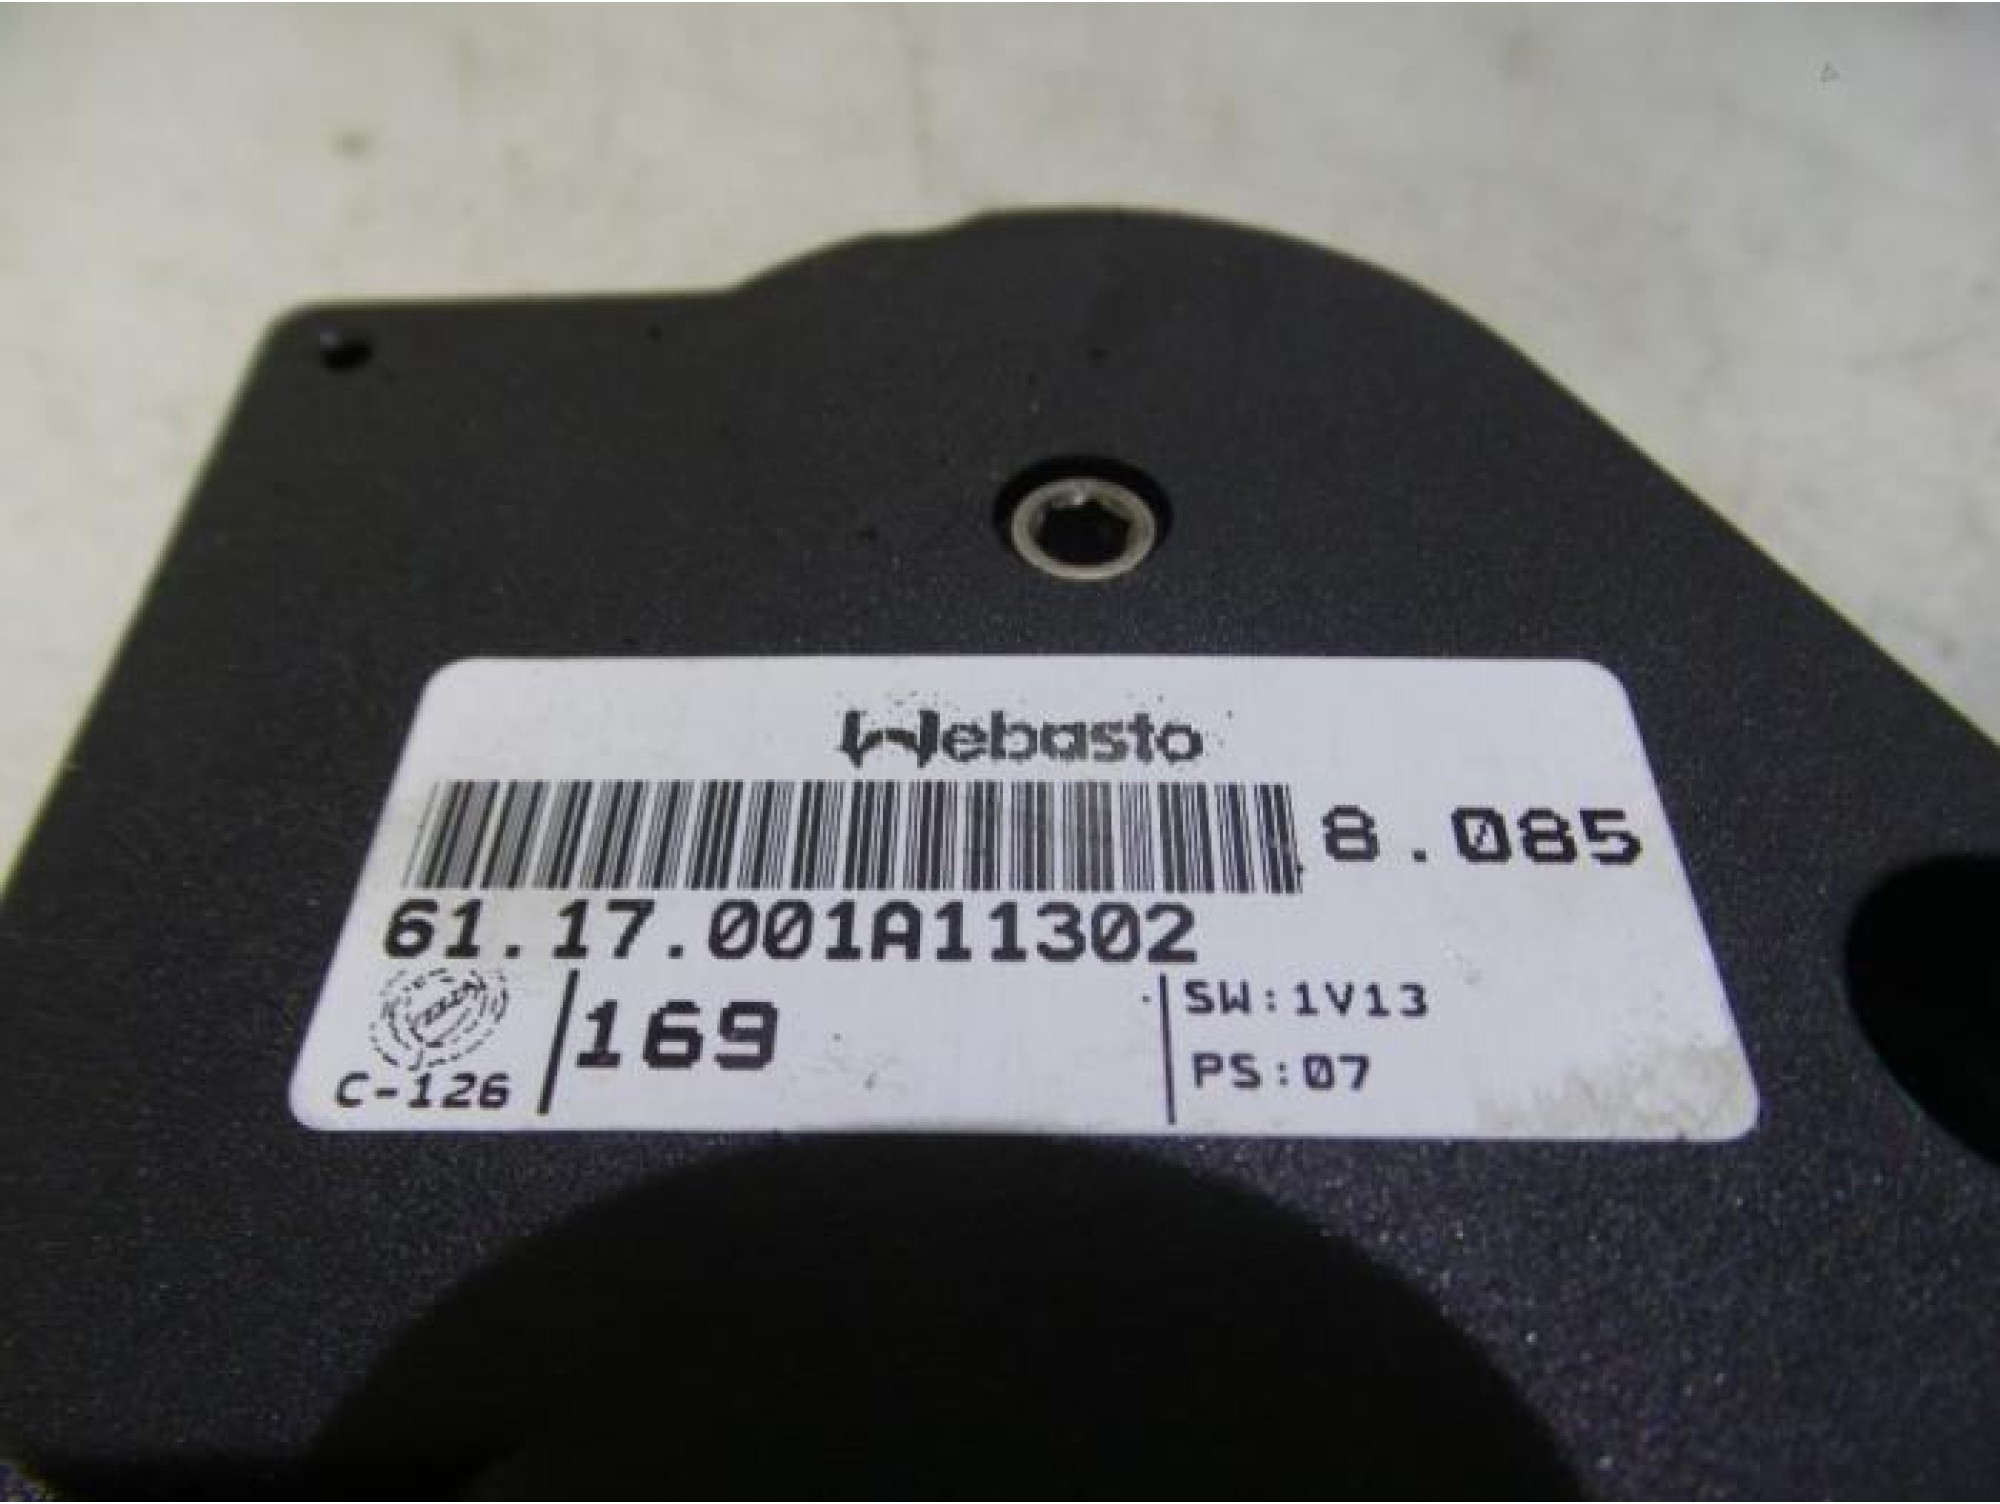 Webasto
8.085
61.17.001A11302
169
SW:1V13
C-126
PS:07